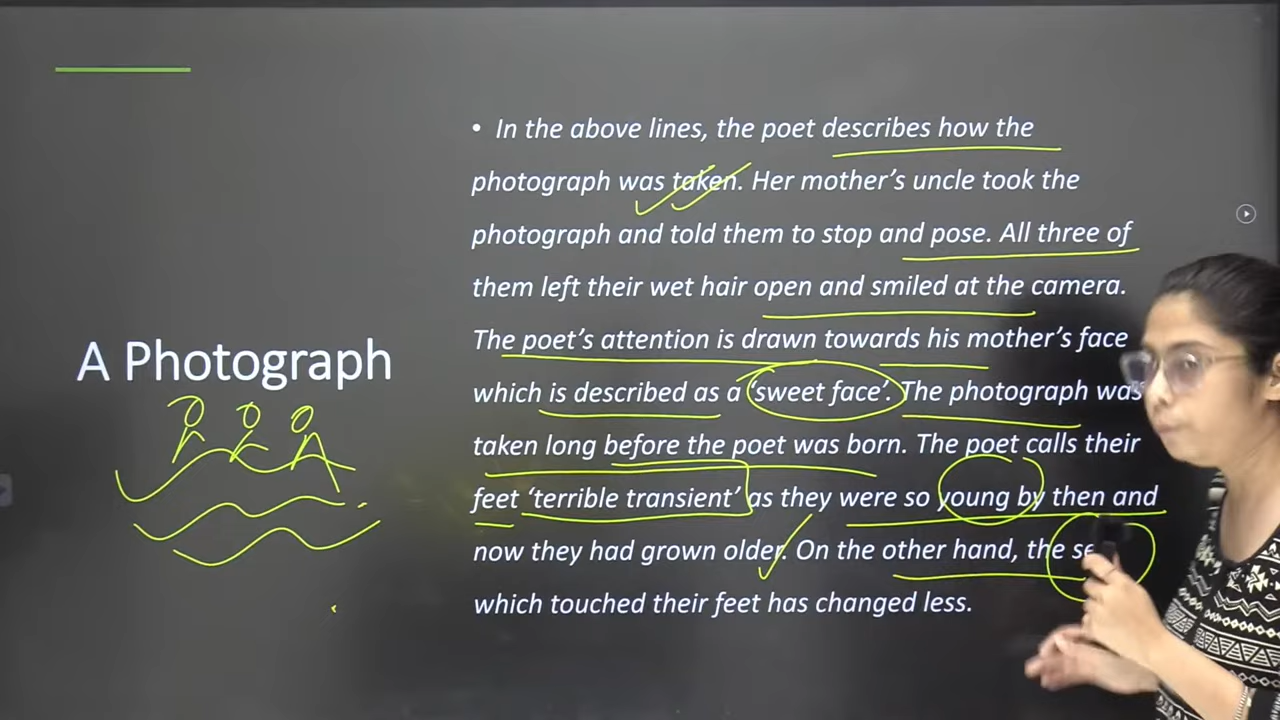 A Photograph
• In the above lines, the poet describes how the
photograph was taken. Her mother's uncle took the
photograph and told them to stop and pose. All three of
them left their wet hair open and smiled at the camera.
The poet's attention is drawn towards his mother's face
which is described as a 'sweet face'. The photograph was
taken long before the poet was born. The poet calls their
feet 'terrible transient' as they were so young by then and
now they had grown older. On the other hand, the
which touched their feet has changed less.